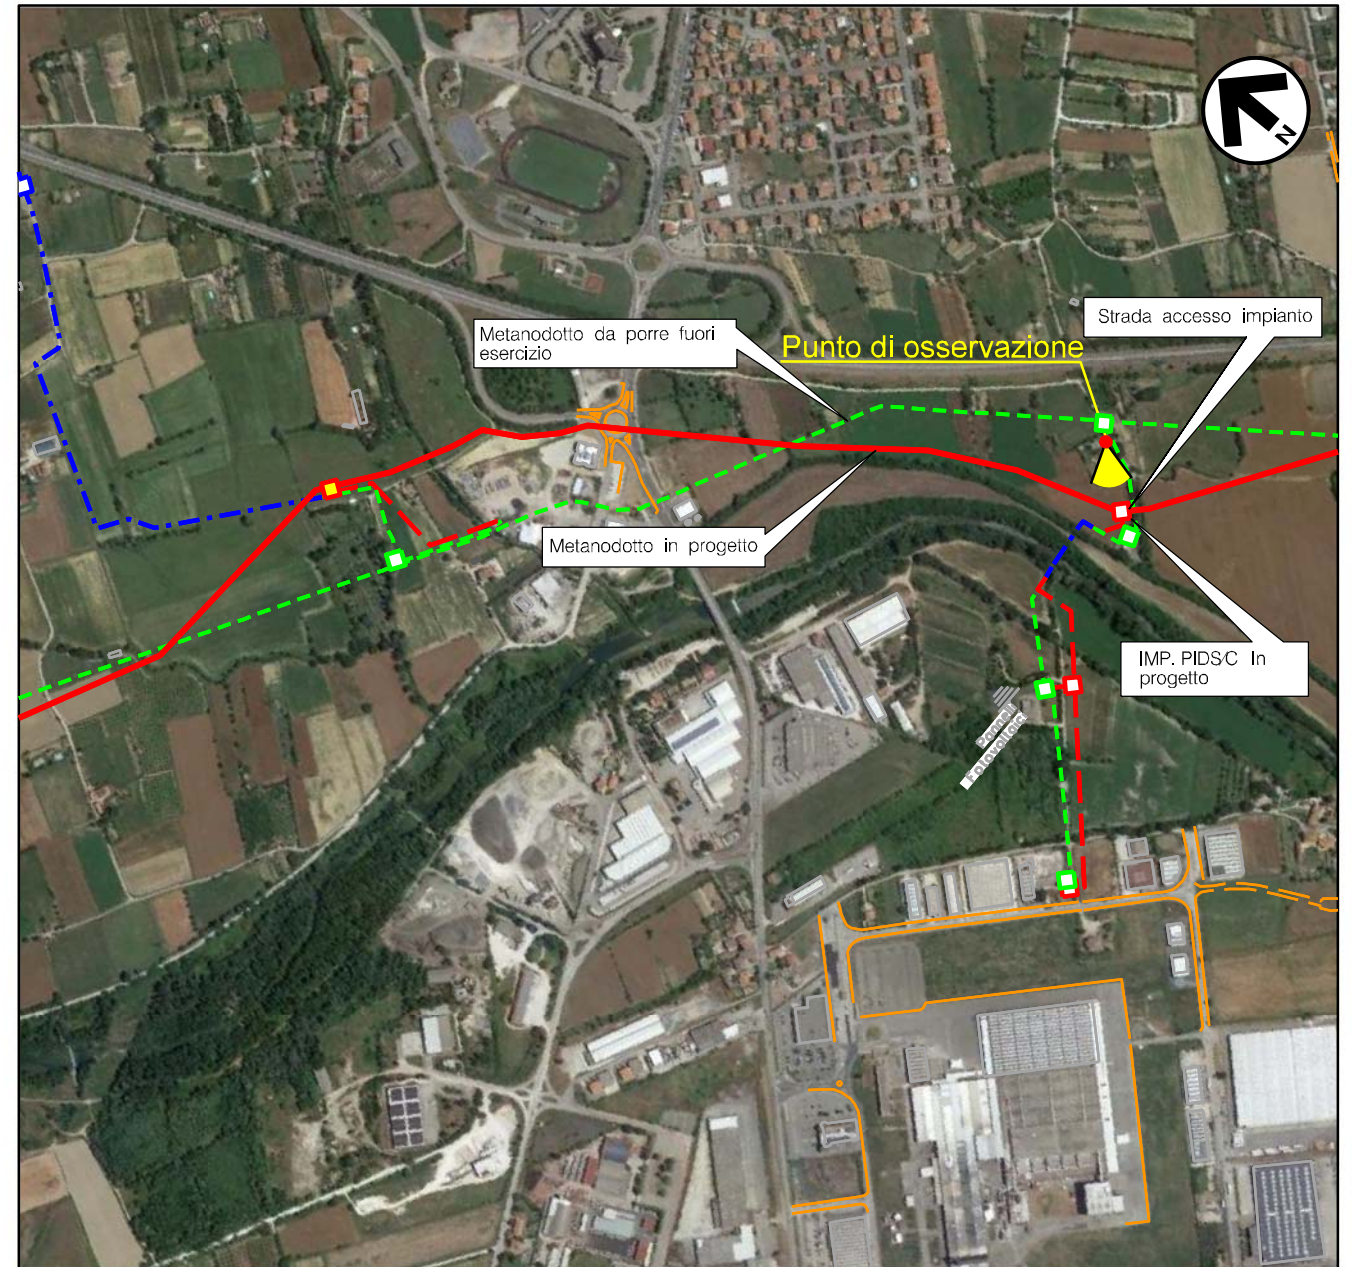 N
Strada accesso impianto
Metanodotto da porre fuori
esercizio
Punto di osservazione
Metanodotto in progetto
IMP. PIDS/C In
progetto
Pannelli
Fotovoltaici